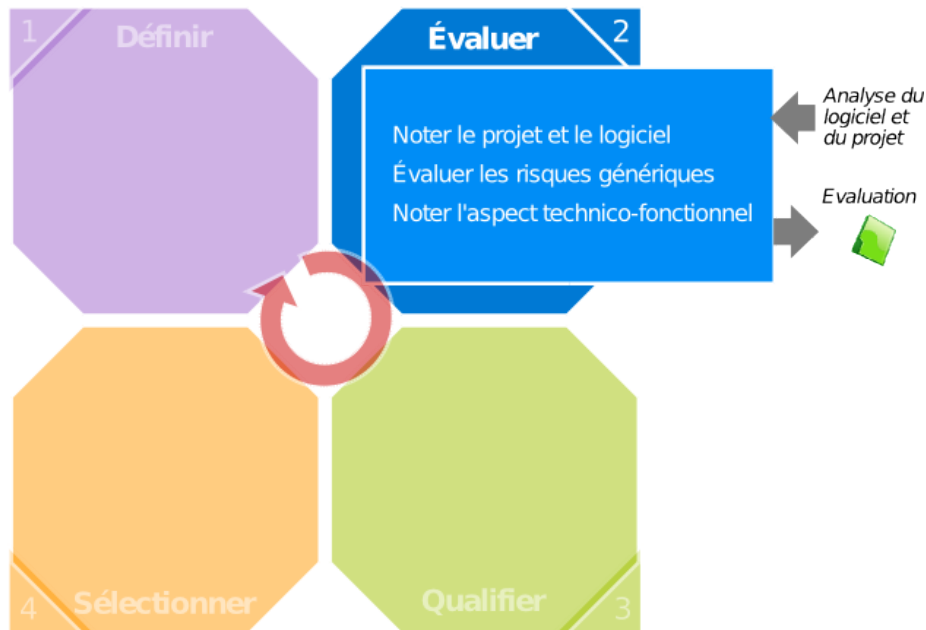 1
Définir
Évaluer
2
Noter le projet et le logiciel
Évaluer les risques génériques
Noter l'aspect technico-fonctionnel
Analyse du
logiciel et
du projet
Evaluation
4
Sélectionner
Qualifier
3